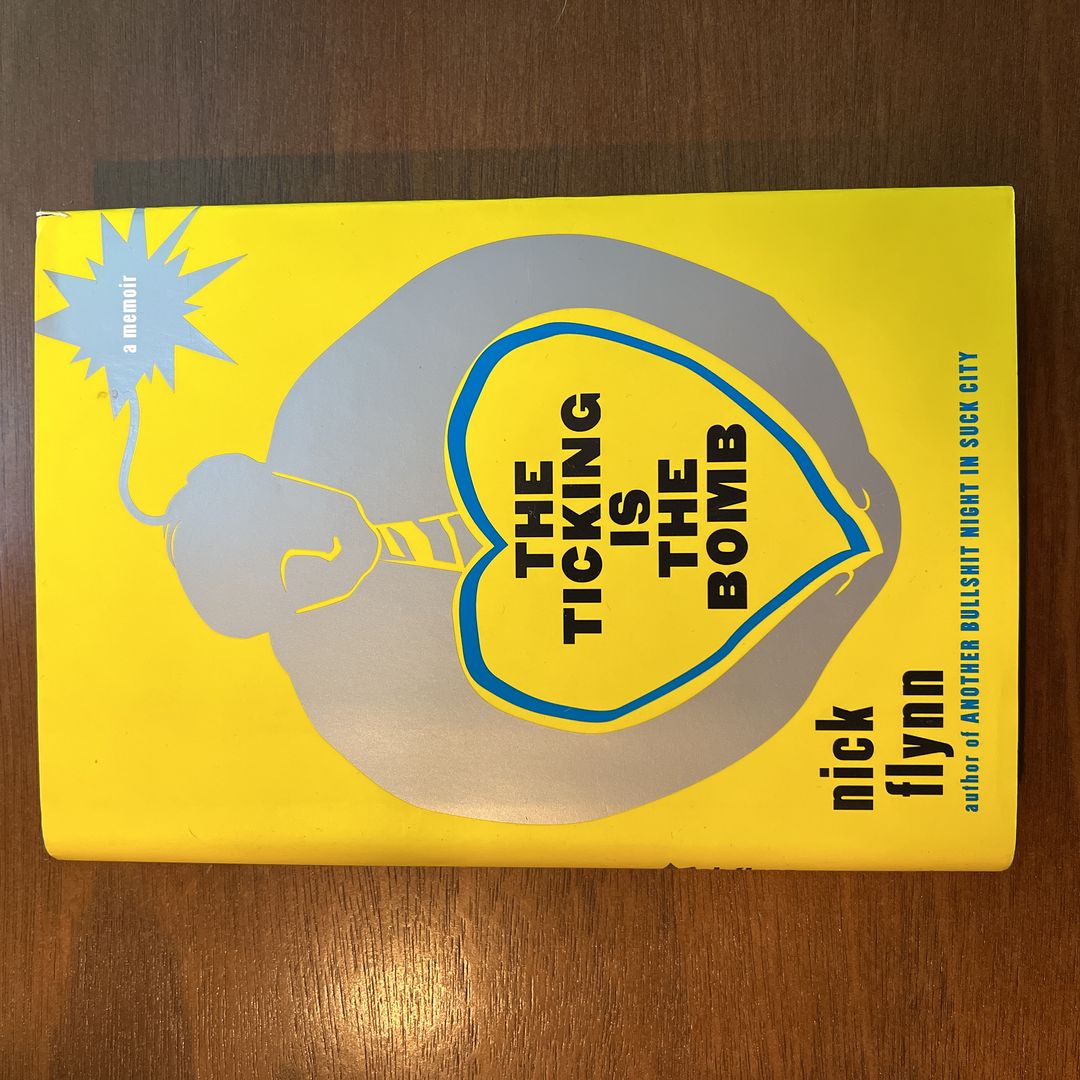 a memoir
THE
TICKING
IS
THE
BOMB
nick
flynn
author of ANOTHER BULLSHIT NIGHT IN SUCK CITY